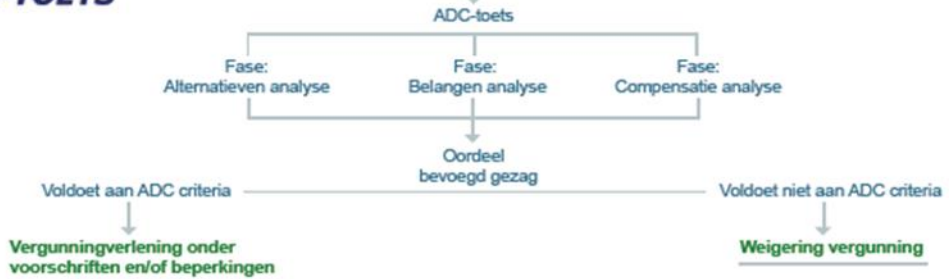 TOETS
ADC-toets
Fase:
Alternatieven analyse
Fase:
Belangen analyse
Fase:
Compensatie analyse
Oordeel
bevoegd gezag
Voldoet aan ADC criteria
Voldoet niet aan ADC criteria
Vergunningverlening onder
voorschriften en/of beperkingen
Weigering vergunning